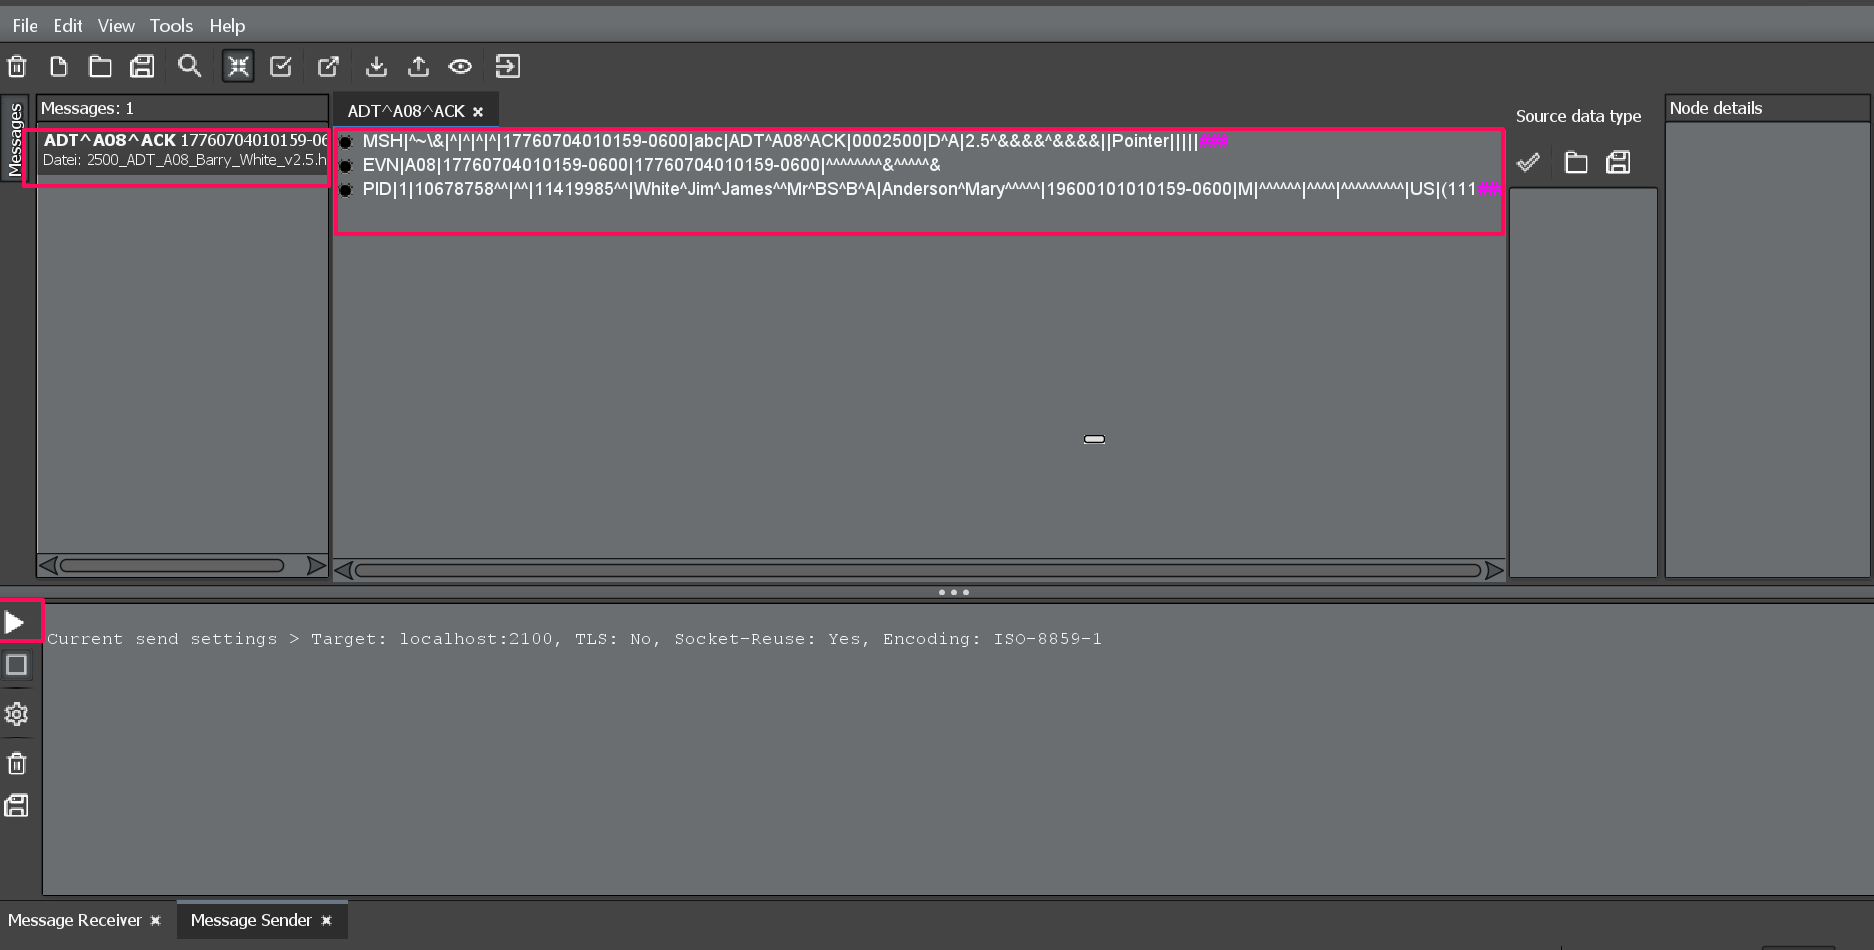 File Edit View Tools Help
Messages
Messages: 1
ADT^A08^ACK 17760704010159-06
Datei: 2500_ADT_A08_Barry_White_v2.5.h
ADT^A08^ACK
MSH|^~\&|^|^|^|^|17760704010159-0600|abc|ADT^A08^ACK|0002500|D^A|2.5^&&&&^&&&&||Pointer|||||###
EVN|A08|17760704010159-0600|17760704010159-0600|^^^^^^^^&^^^^^&
PID|1|10678758^^|^^|11419985^^|White^Jim^James^^Mr^BS^B^A|Anderson^Mary^^^^^|19600101010159-0600|M|^^^^^^|^^^^|^^^^^^^^^|US|(111###
Source data type
Node details
Current send settings > Target: localhost:2100, TLS: No, Socket-Reuse: Yes, Encoding: ISO-8859-1
Message Receiver
Message Sender